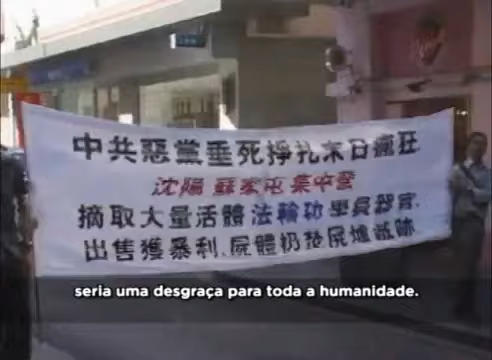 中共惡黨垂死掙扎末日瘋狂
沈陽 蘇家屯 集中營
摘取大量活體法輪功學員器官,
出售獲暴利,屍體扔進屍爐滅跡
seria uma desgraça para toda a humanidade.